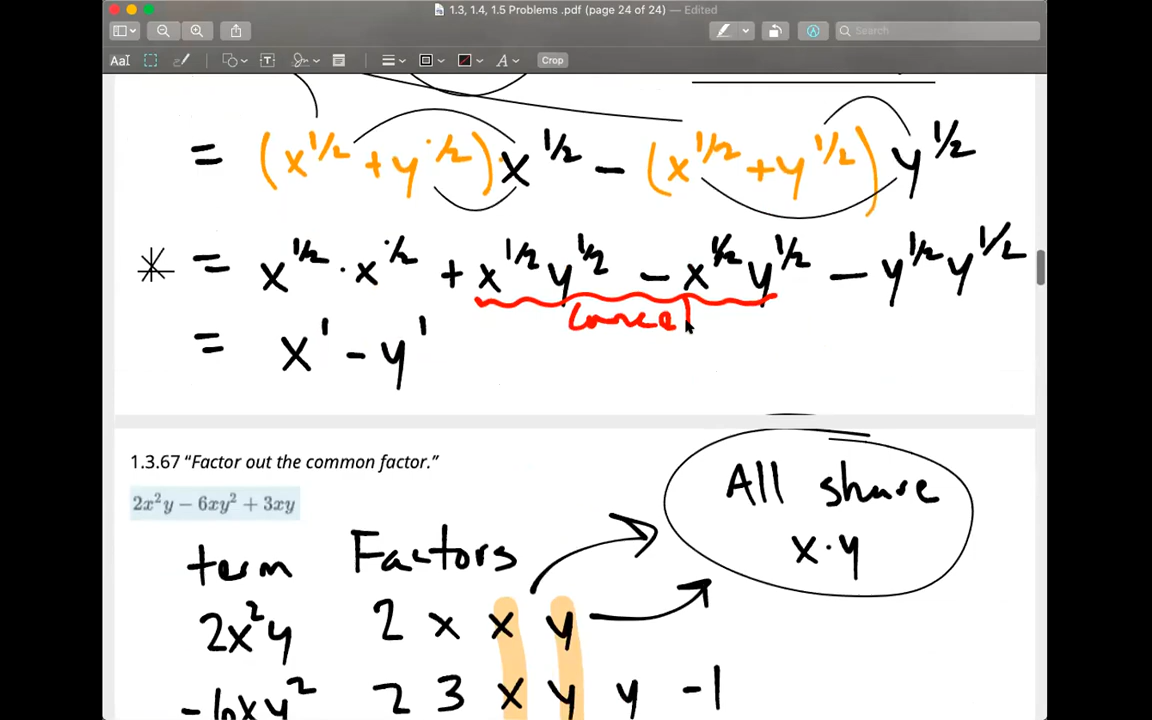 1.3, 1.4, 1.5 Problems .pdf (page 24 of 24) — Edited
Search
AaI T A Crop
= (x^1/2 + y^1/2) x^1/2 - (x^1/2 + y^1/2) y^1/2
* = x^1/2 · x^1/2 + x^1/2 y^1/2 - x^1/2 y^1/2 - y^1/2 y^1/2
Cancel
= x^1 - y^1
1.3.67 “Factor out the common factor.”
2x²y − 6xy² + 3xy
All share
x·y
term Factors
2x²y 2 x x y
-6xy² 2 3 x y y -1